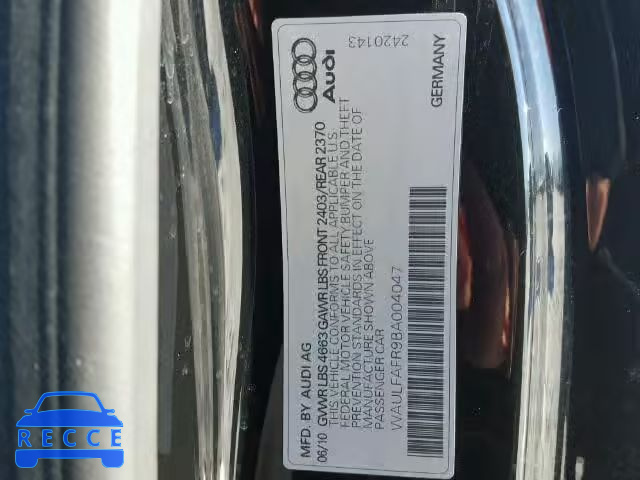 Audi
2420143
MFD. BY AUDI AG
06/10 GVWR LBS 4663 GAWR LBS FRONT 2403/REAR 2370
THIS VEHICLE CONFORMS TO ALL APPLICABLE U.S.
FEDERAL MOTOR VEHICLE SAFETY BUMPER AND THEFT
PREVENTION STANDARDS IN EFFECT ON THE DATE OF
MANUFACTURE SHOWN ABOVE
PASSENGER CAR
WAULFAFR9BA004047
GERMANY
RECCE